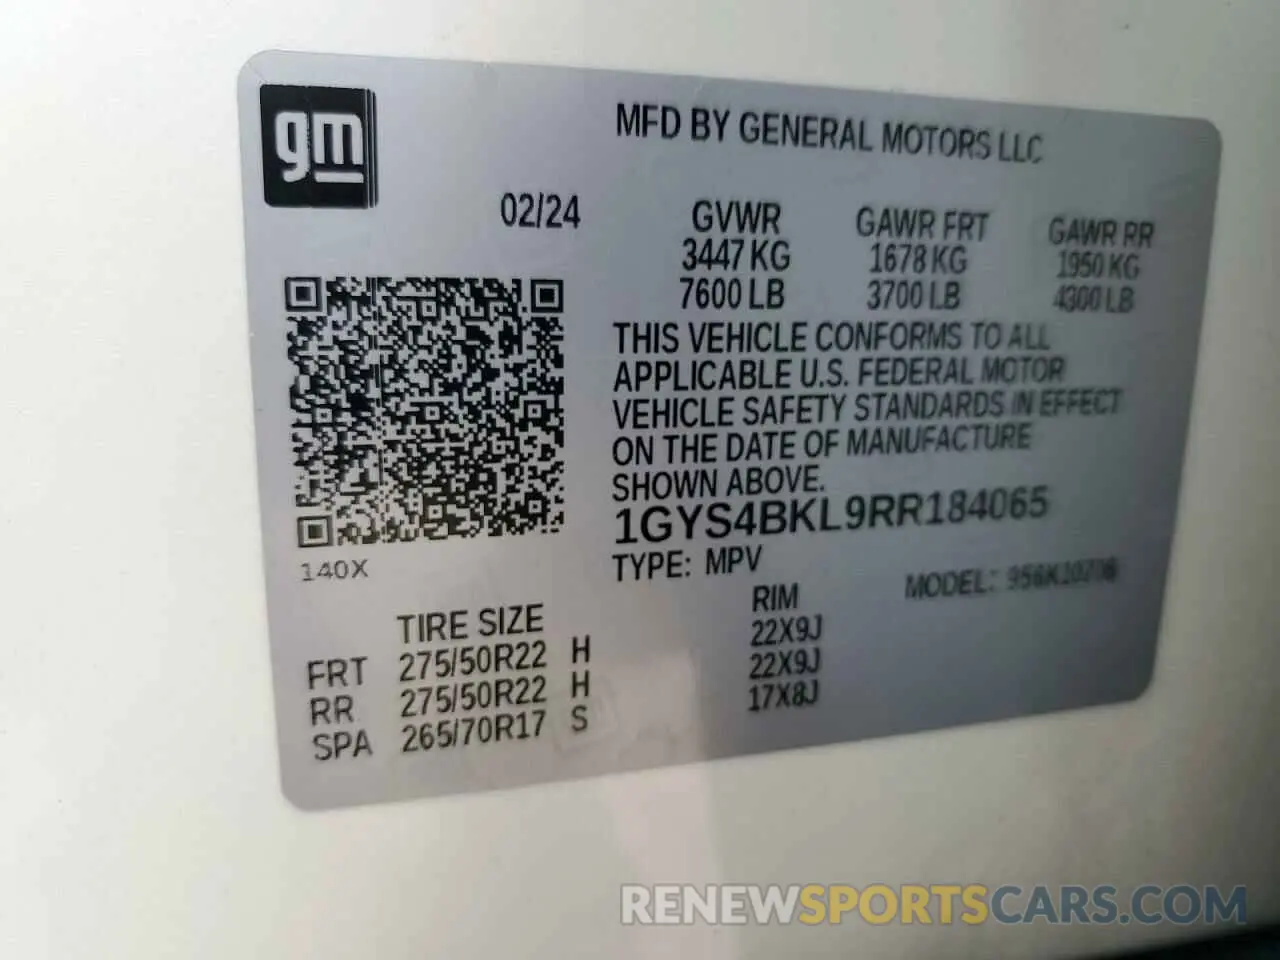 gm
MFD BY GENERAL MOTORS LLC
02/24
GVWR GAWR FRT GAWR RR
3447 KG 1678 KG 1950 KG
7600 LB 3700 LB 4300 LB
THIS VEHICLE CONFORMS TO ALL
APPLICABLE U.S. FEDERAL MOTOR
VEHICLE SAFETY STANDARDS IN EFFECT
ON THE DATE OF MANUFACTURE
SHOWN ABOVE.
1GYS4BKL9RR184065
TYPE: MPV MODEL:
140X
TIRE SIZE RIM
FRT 275/50R22 H 22X9J
RR 275/50R22 H 22X9J
SPA 265/70R17 S 17X8J
RENEWSPORTSCARS.COM